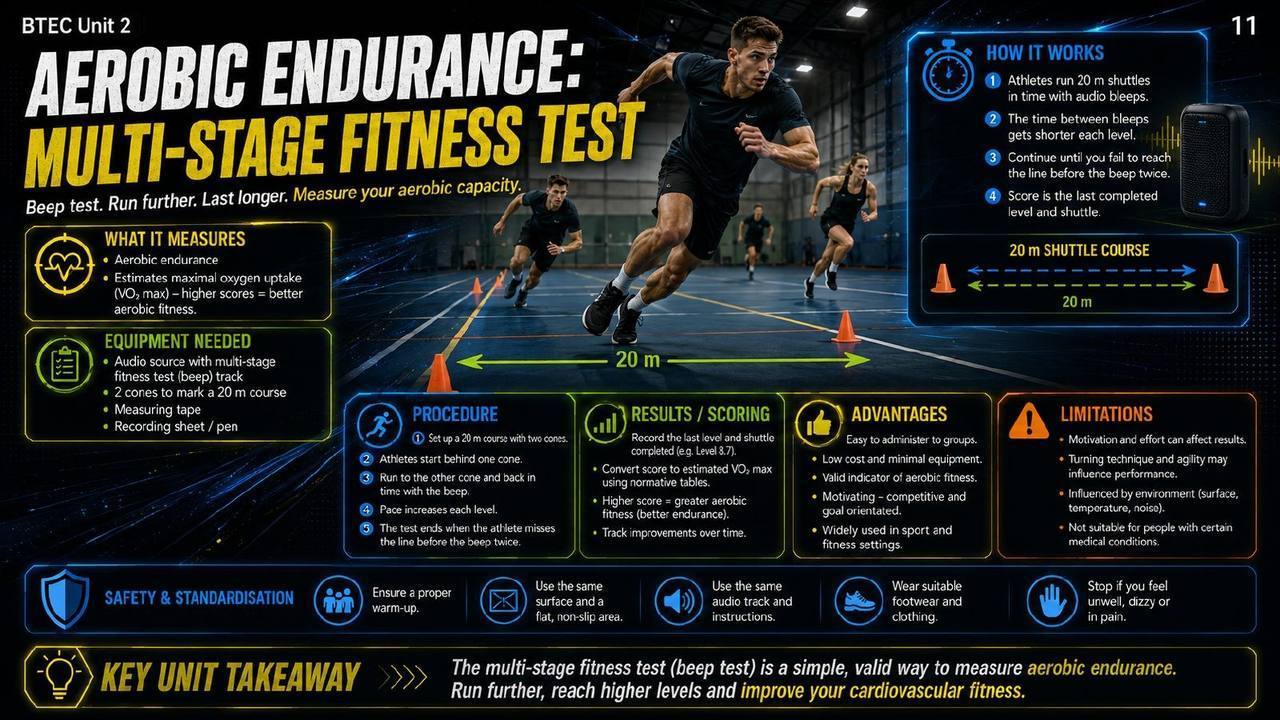 BTEC Unit 2
11
AEROBIC ENDURANCE:
MULTI-STAGE FITNESS TEST
Beep test. Run further. Last longer. Measure your aerobic capacity.
WHAT IT MEASURES
• Aerobic endurance
• Estimates maximal oxygen uptake
(VO₂ max) – higher scores = better
aerobic fitness.
EQUIPMENT NEEDED
• Audio source with multi-stage
fitness test (beep) track
• 2 cones to mark a 20 m course
• Measuring tape
• Recording sheet / pen
HOW IT WORKS
1 Athletes run 20 m shuttles
in time with audio bleeps.
2 The time between bleeps
gets shorter each level.
3 Continue until you fail to reach
the line before the beep twice.
4 Score is the last completed
level and shuttle.
20 m SHUTTLE COURSE
20 m
20 m
PROCEDURE
1 Set up a 20 m course with two cones.
2 Athletes start behind one cone.
3 Run to the other cone and back in
time with the beep.
4 Pace increases each level.
5 The test ends when the athlete misses
the line before the beep twice.
RESULTS / SCORING
Record the last level and shuttle
completed (e.g. Level 8.7).
• Convert score to estimated VO₂ max
using normative tables.
• Higher score = greater aerobic
fitness (better endurance).
• Track improvements over time.
ADVANTAGES
Easy to administer to groups.
• Low cost and minimal equipment.
• Valid indicator of aerobic fitness.
• Motivating – competitive and
goal orientated.
• Widely used in sport and
fitness settings.
LIMITATIONS
• Motivation and effort can affect results.
• Turning technique and agility may
influence performance.
• Influenced by environment (surface,
temperature, noise).
• Not suitable for people with certain
medical conditions.
SAFETY & STANDARDISATION
Ensure a proper
warm-up.
Use the same
surface and a
flat, non-slip area.
Use the same
audio track and
instructions.
Wear suitable
footwear and
clothing.
Stop if you feel
unwell, dizzy or
in pain.
KEY UNIT TAKEAWAY
The multi-stage fitness test (beep test) is a simple, valid way to measure aerobic endurance.
Run further, reach higher levels and improve your cardiovascular fitness.